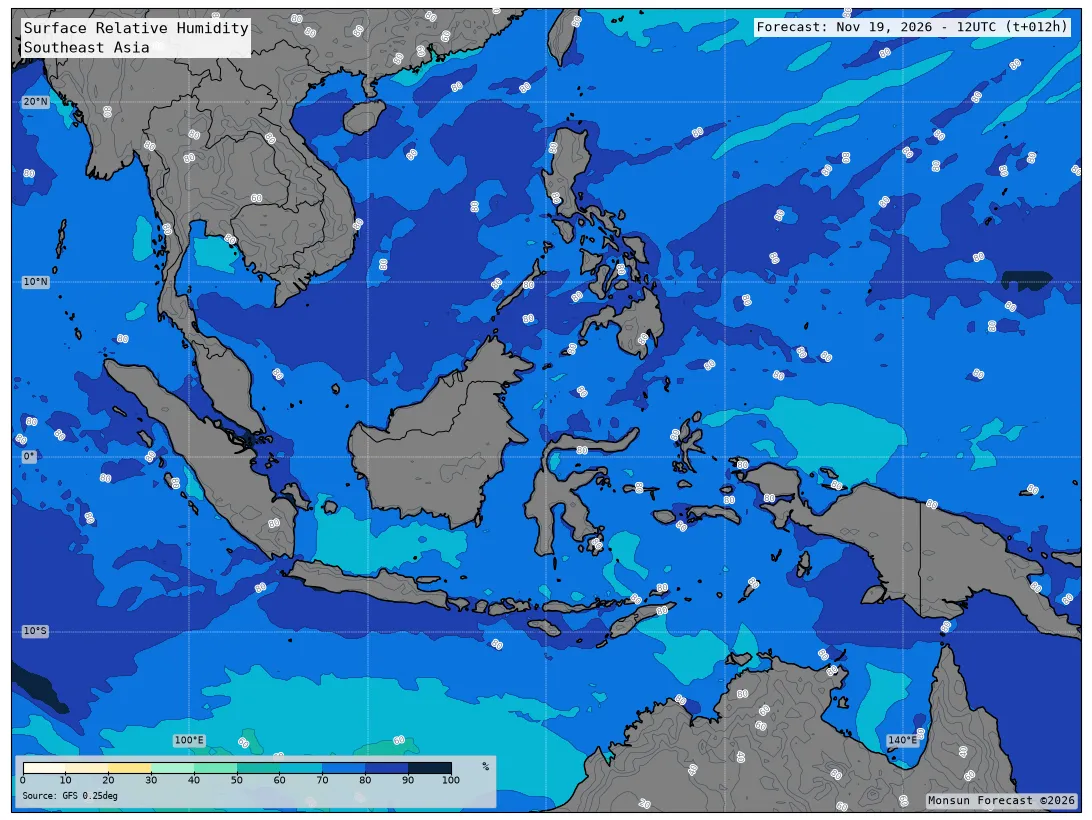 Surface Relative Humidity
Southeast Asia
Forecast: Nov 19, 2026 - 12UTC (t+012h)
20°N
10°N
0°
10°S
100°E
140°E
0 10 20 30 40 50 60 70 80 90 100
%
Source: GFS 0.25deg
Monsun Forecast ©2026